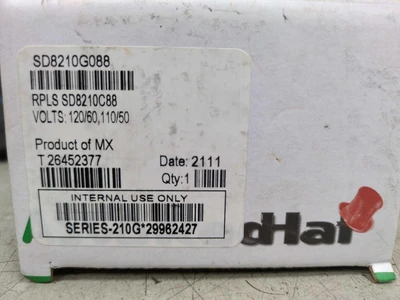 SD8210G088
RPLS SD8210C88
VOLTS: 120/60,110/50
Product of MX
T 26452377
Date: 2111
Qty:1
INTERNAL USE ONLY
SERIES-210G*29962427
dHat